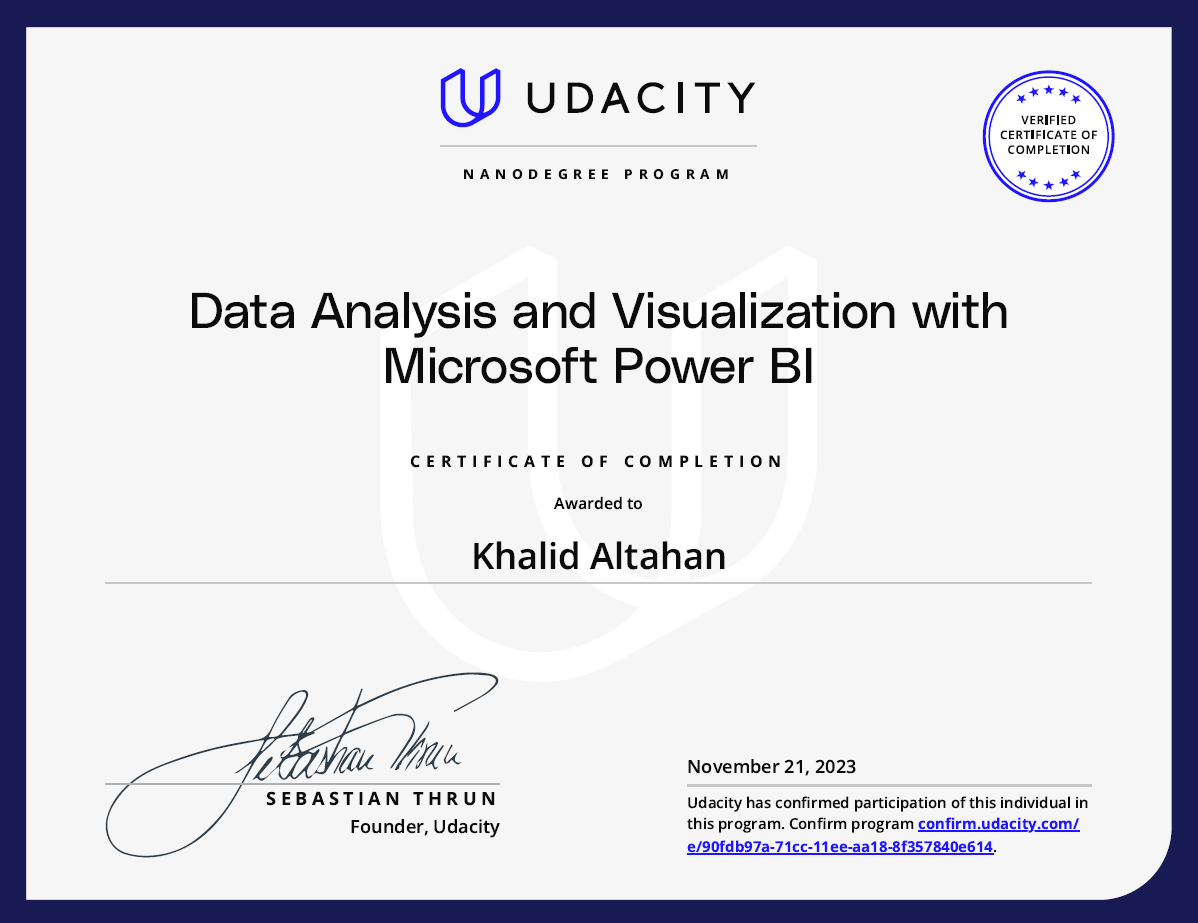 UDACITY
NANODEGREE PROGRAM
VERIFIED
CERTIFICATE OF
COMPLETION
Data Analysis and Visualization with
Microsoft Power BI
CERTIFICATE OF COMPLETION
Awarded to
Khalid Altahan
Sebastian Thrun
SEBASTIAN THRUN
Founder, Udacity
November 21, 2023
Udacity has confirmed participation of this individual in
this program. Confirm program confirm.udacity.com/
e/90fdb97a-71cc-11ee-aa18-8f357840e614.